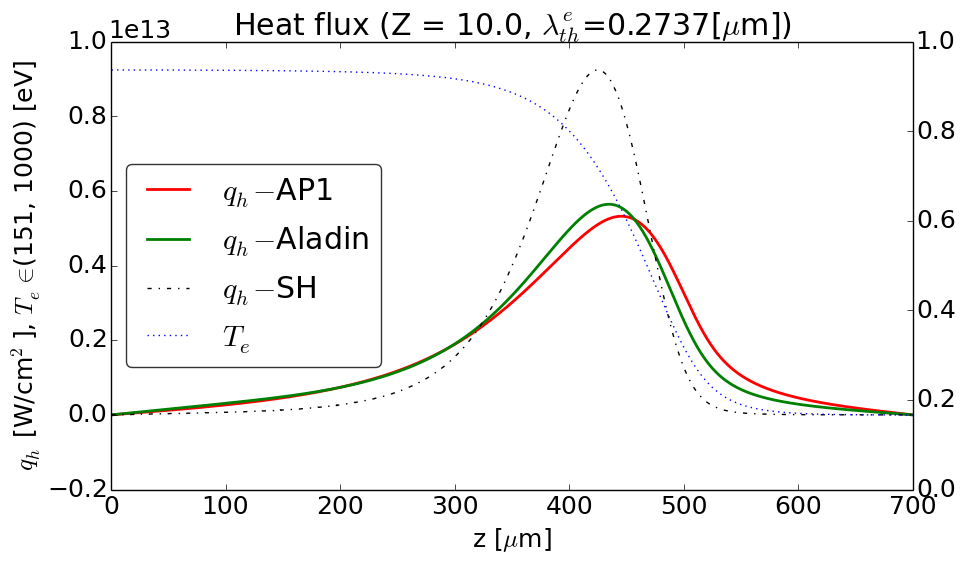 Heat flux (Z = 10.0, λ_th^e=0.2737[μm])
1e13
1.0
0.8
0.6
0.4
0.2
0.0
−0.2
q_h [W/cm² ], T_e ∈(151, 1000) [eV]
q_h −AP1
q_h −Aladin
q_h −SH
T_e
1.0
0.8
0.6
0.4
0.2
0.0
0 100 200 300 400 500 600 700
z [μm]